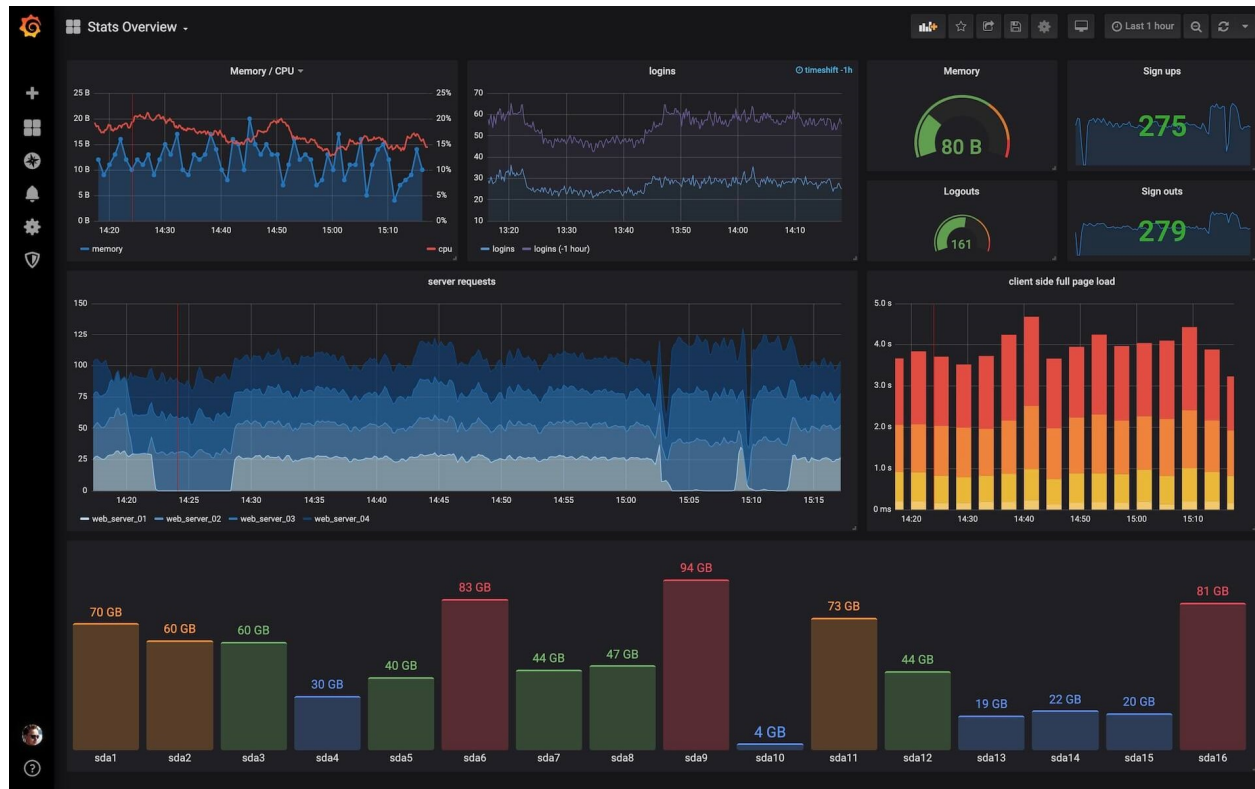 Stats Overview
Last 1 hour
Memory / CPU
25 B
20 B
15 B
10 B
5 B
0 B
25%
20%
15%
10%
5%
0%
14:20 14:30 14:40 14:50 15:00 15:10
memory cpu
logins
timeshift -1h
70
60
50
40
30
20
10
13:20 13:30 13:40 13:50 14:00 14:10
logins logins (-1 hour)
Memory
80 B
Sign ups
275
Logouts
161
Sign outs
279
server requests
150
125
100
75
50
25
0
14:20 14:25 14:30 14:35 14:40 14:45 14:50 14:55 15:00 15:05 15:10 15:15
web_server_01 web_server_02 web_server_03 web_server_04
client side full page load
5.0 s
4.0 s
3.0 s
2.0 s
1.0 s
0 ms
14:20 14:30 14:40 14:50 15:00 15:10
70 GB 60 GB 60 GB 30 GB 40 GB 83 GB 44 GB 47 GB 94 GB 4 GB 73 GB 44 GB 19 GB 22 GB 20 GB 81 GB
sda1 sda2 sda3 sda4 sda5 sda6 sda7 sda8 sda9 sda10 sda11 sda12 sda13 sda14 sda15 sda16